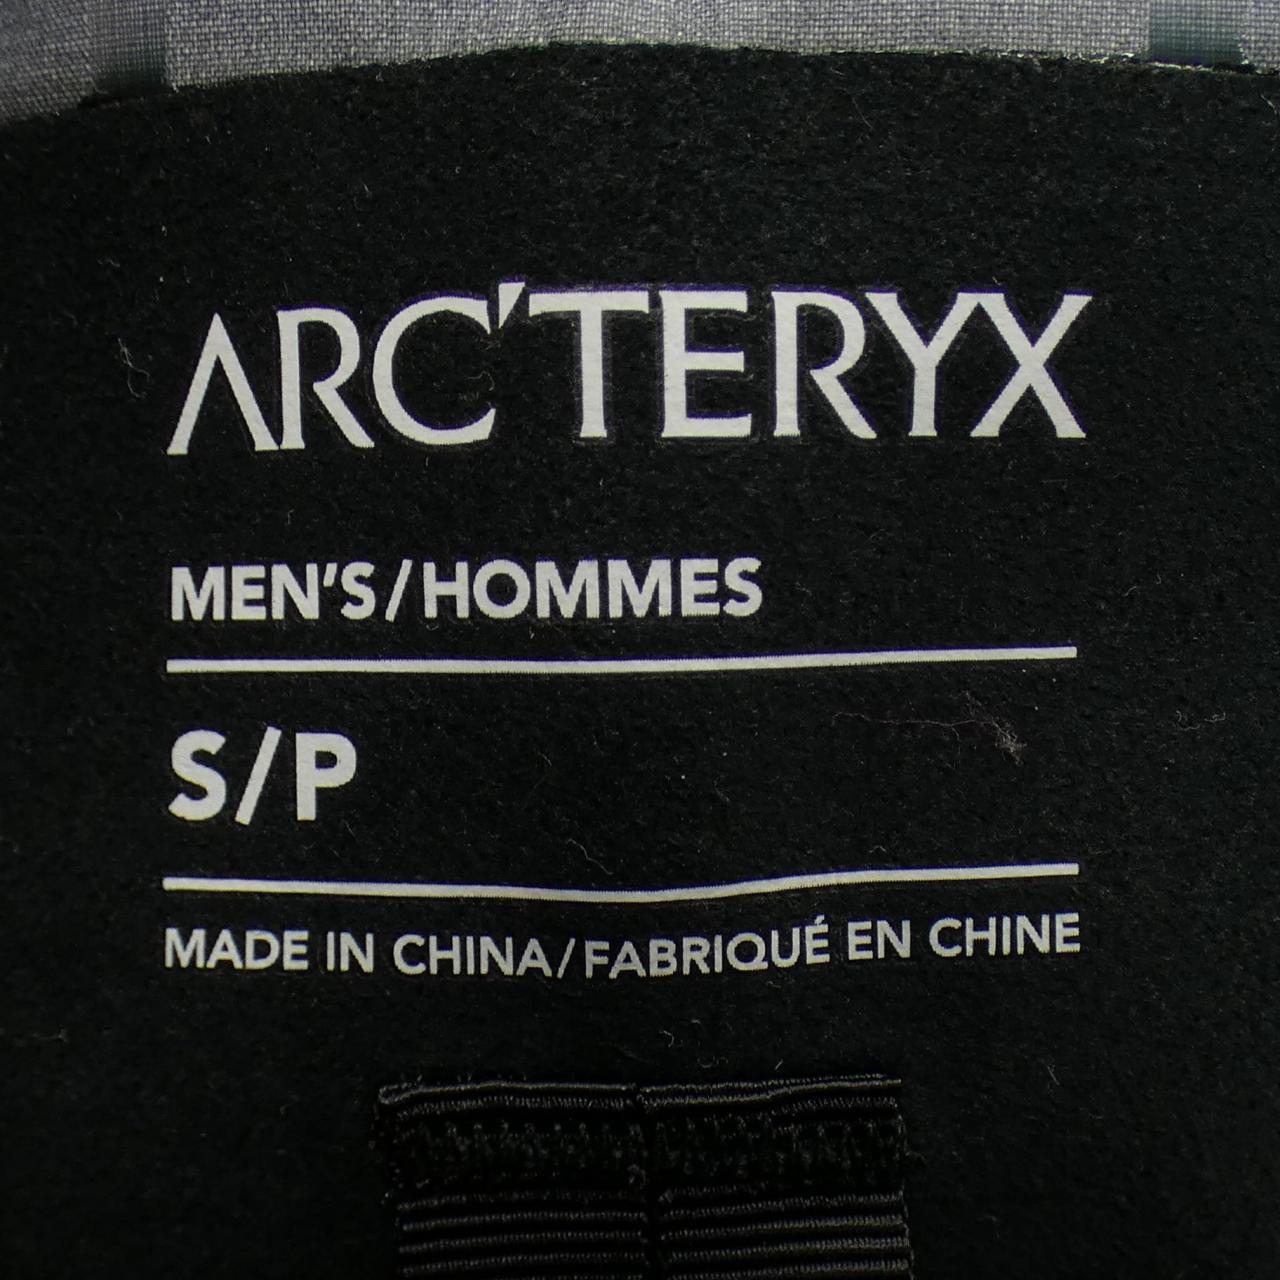 ARC'TERYX
MEN'S/HOMMES
S/P
MADE IN CHINA/FABRIQUÉ EN CHINE